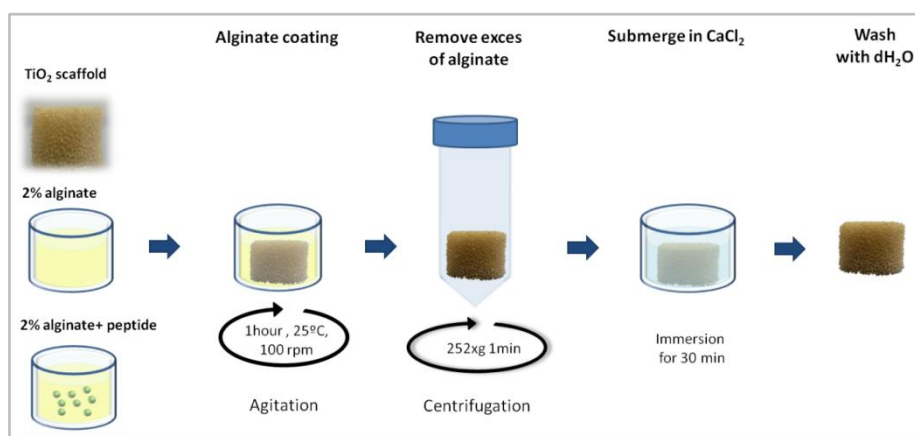 Alginate coating
Remove exces
of alginate
Submerge in CaCl₂
Wash
with dH₂O
TiO₂ scaffold
2% alginate
2% alginate+ peptide
1hour , 25ºC,
100 rpm
Agitation
252xg 1min
Centrifugation
Immersion
for 30 min